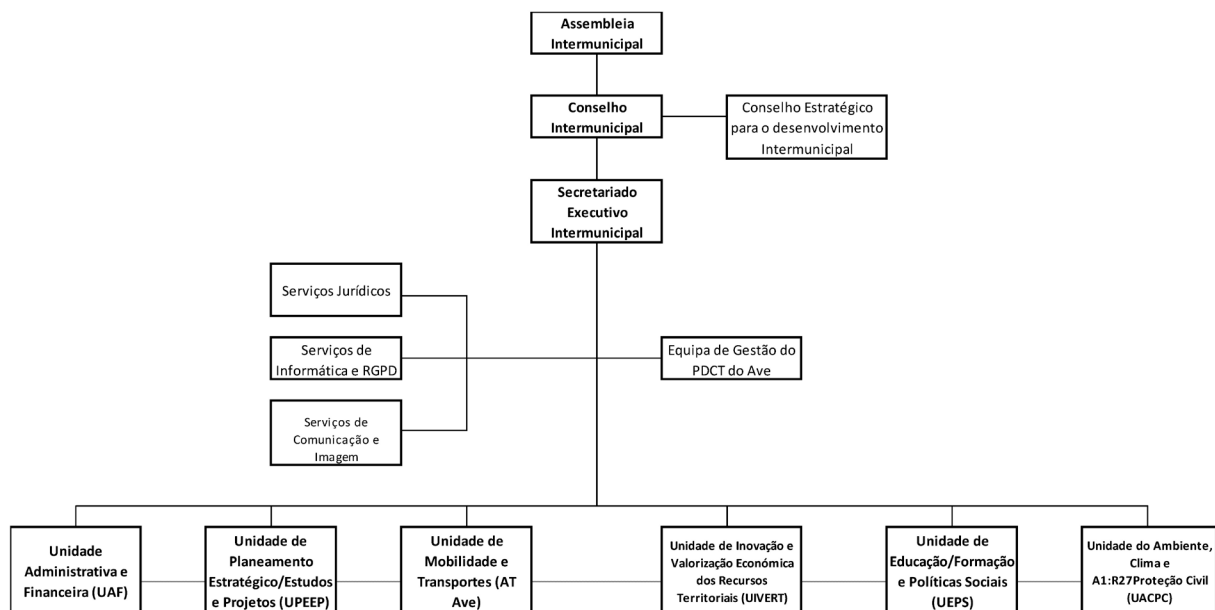 Assembleia
Intermunicipal
Conselho
Intermunicipal
Conselho Estratégico
para o desenvolvimento
Intermunicipal
Secretariado
Executivo
Intermunicipal
Serviços Jurídicos
Serviços de
Informática e RGPD
Equipa de Gestão do
PDCT do Ave
Serviços de
Comunicação e
Imagem
Unidade
Administrativa e
Financeira (UAF)
Unidade de
Planeamento
Estratégico/Estudos
e Projetos (UPEEP)
Unidade de
Mobilidade e
Transportes (AT
Ave)
Unidade de Inovação e
Valorização Económica
dos Recursos
Territoriais (UIVERT)
Unidade de
Educação/Formação
e Políticas Sociais
(UEPS)
Unidade do Ambiente,
Clima e
A1:R27Proteção Civil
(UACPC)